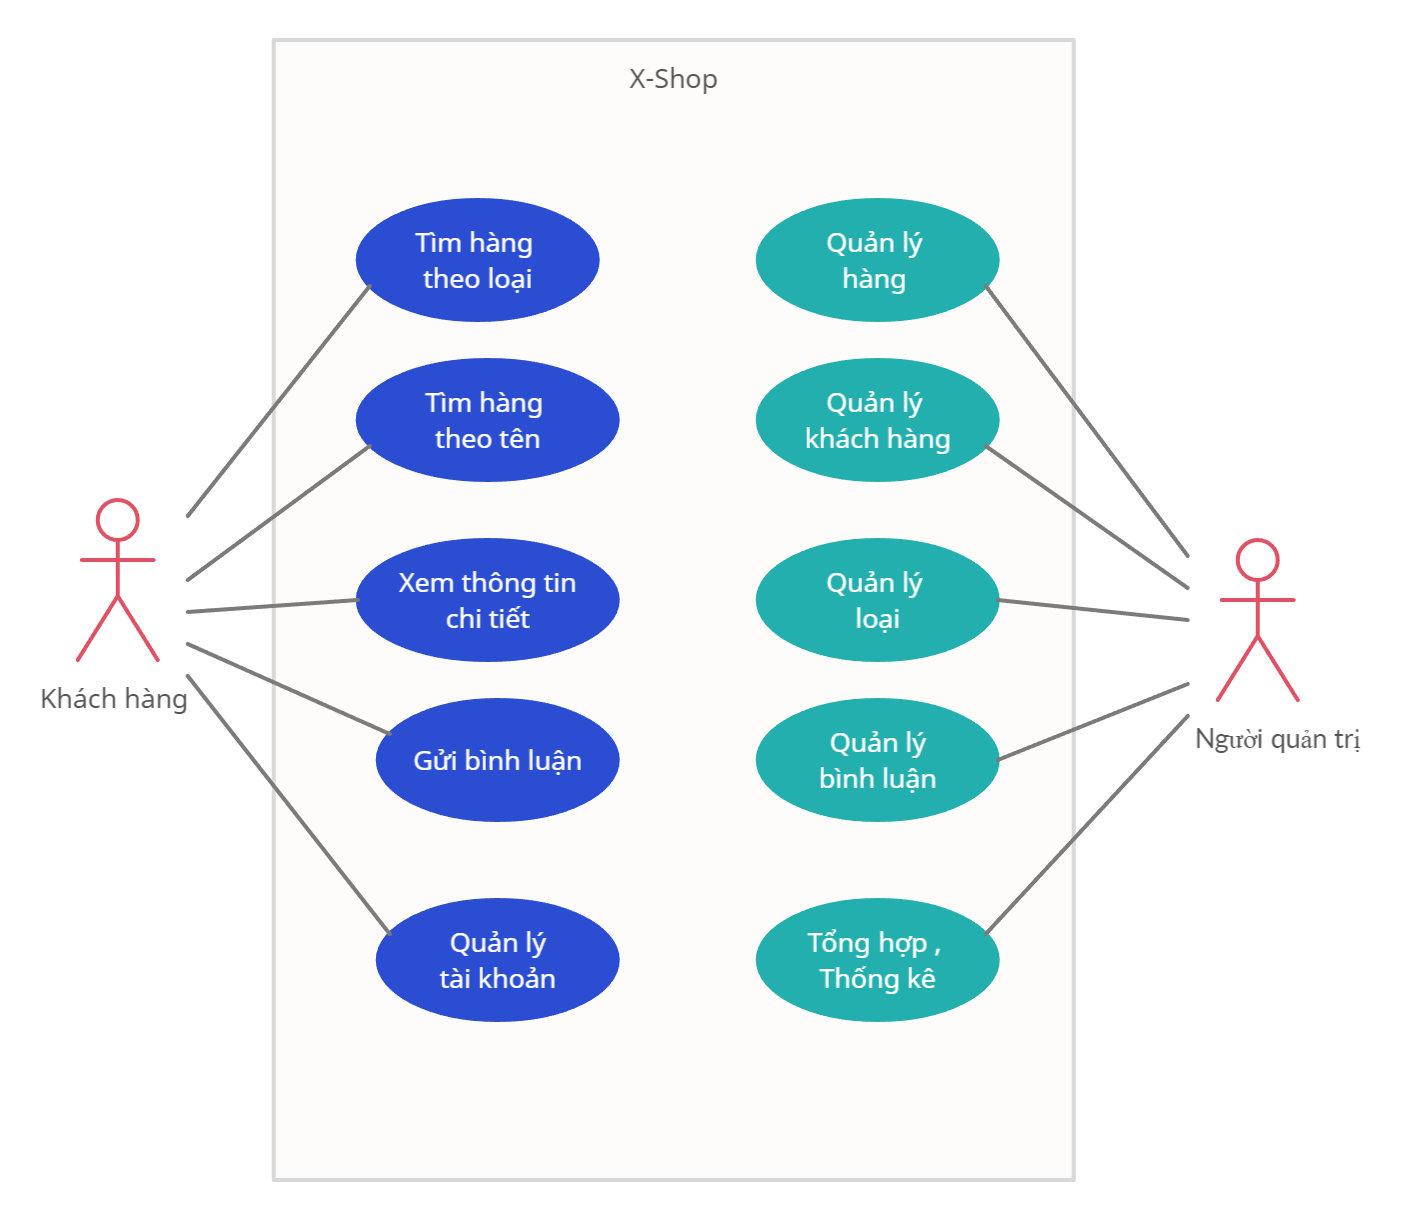 X-Shop
Tìm hàng
theo loại
Quản lý
hàng
Tìm hàng
theo tên
Quản lý
khách hàng
Xem thông tin
chi tiết
Quản lý
loại
Khách hàng
Gửi bình luận
Quản lý
bình luận
Người quản trị
Quản lý
tài khoản
Tổng hợp ,
Thống kê